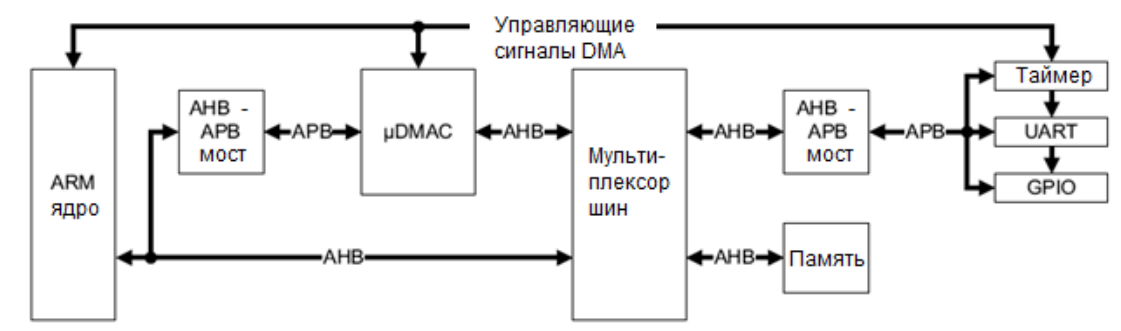 Управляющие
сигналы DMA
ARM
ядро
AHB -
APB
мост
APB
μDMAC
AHB
AHB
Мульти-
плексор
шин
AHB
AHB -
APB
мост
APB
Таймер
UART
GPIO
AHB
Память